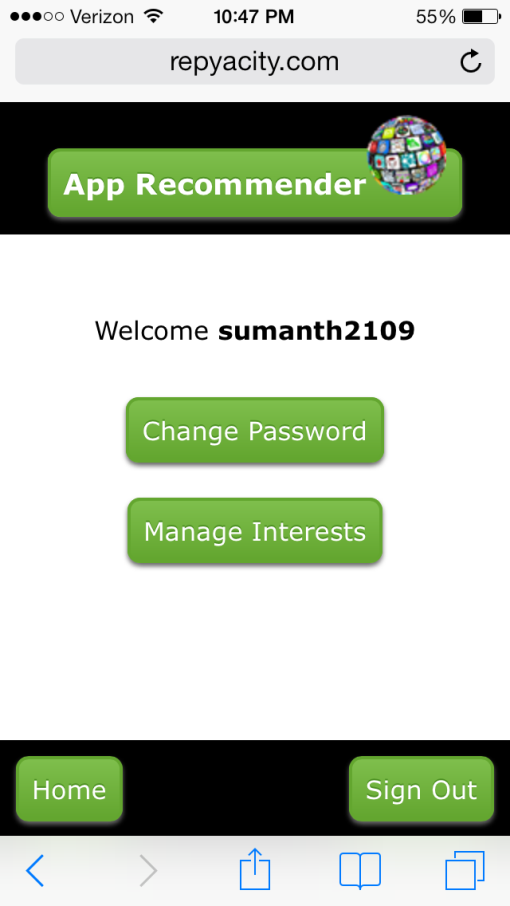 Verizon 10:47 PM 55%
repyacity.com
App Recommender
Welcome sumanth2109
Change Password
Manage Interests
Home Sign Out